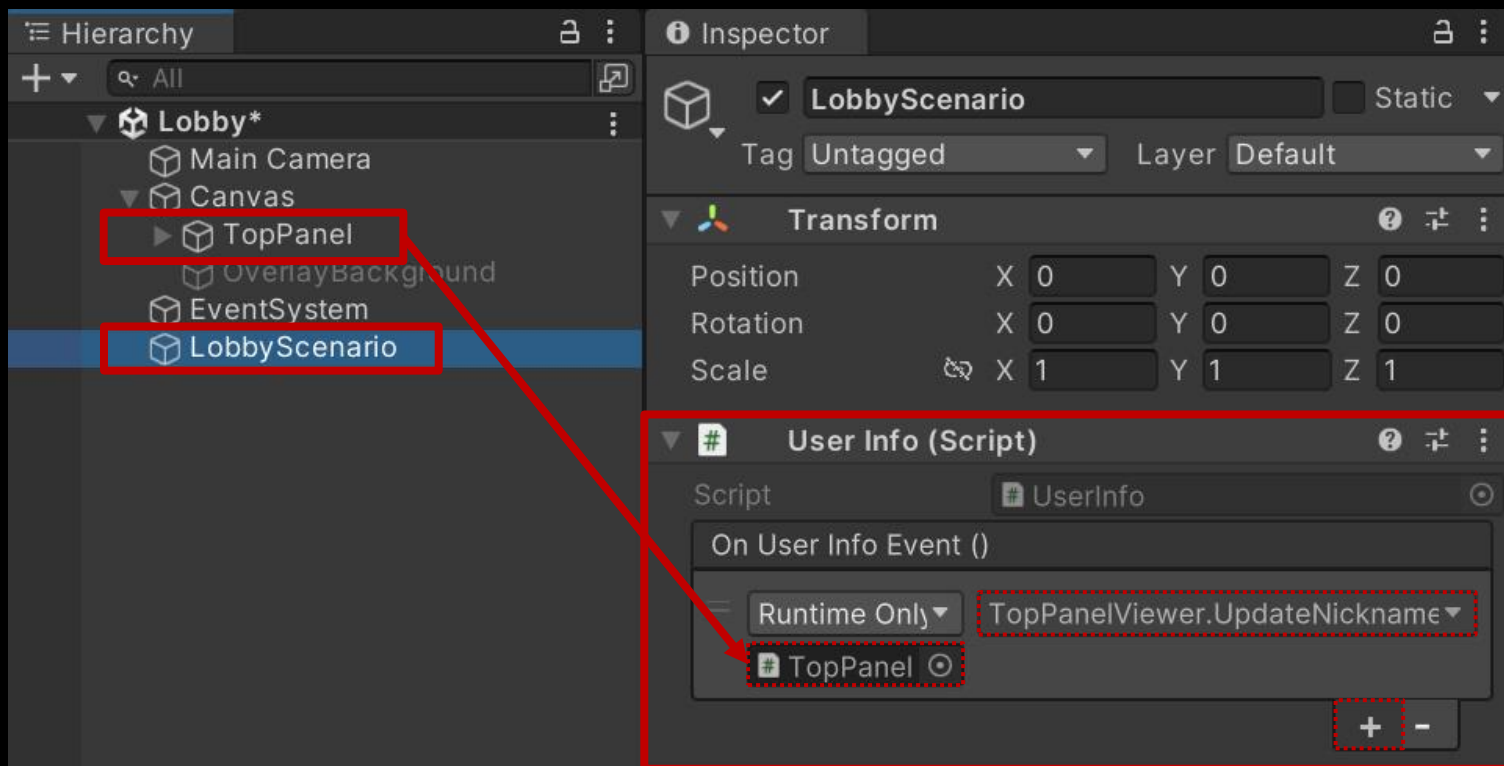 Hierarchy
All
Lobby*
Main Camera
Canvas
TopPanel
OverlayBackground
EventSystem
LobbyScenario
Inspector
LobbyScenario
Static
Tag Untagged Layer Default
Transform
Position X 0 Y 0 Z 0
Rotation X 0 Y 0 Z 0
Scale X 1 Y 1 Z 1
# User Info (Script)
Script # UserInfo
On User Info Event ()
Runtime Only TopPanelViewer.UpdateNickname
# TopPanel
+ -